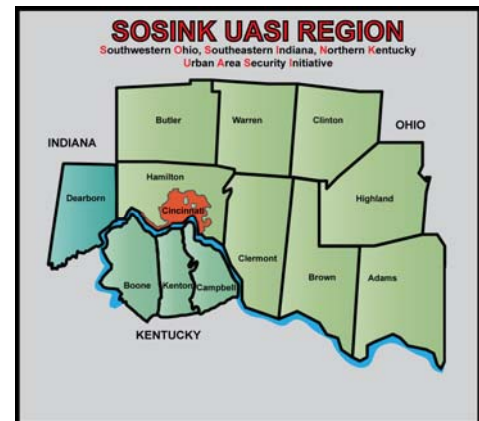 SOSINK UASI REGION
Southwestern Ohio, Southeastern Indiana, Northern Kentucky
Urban Area Security Initiative
Butler
Warren
Clinton
OHIO
INDIANA
Hamilton
Dearborn
Highland
Cincinnati
Clermont
Brown
Adams
Boone
Kenton
Campbell
KENTUCKY